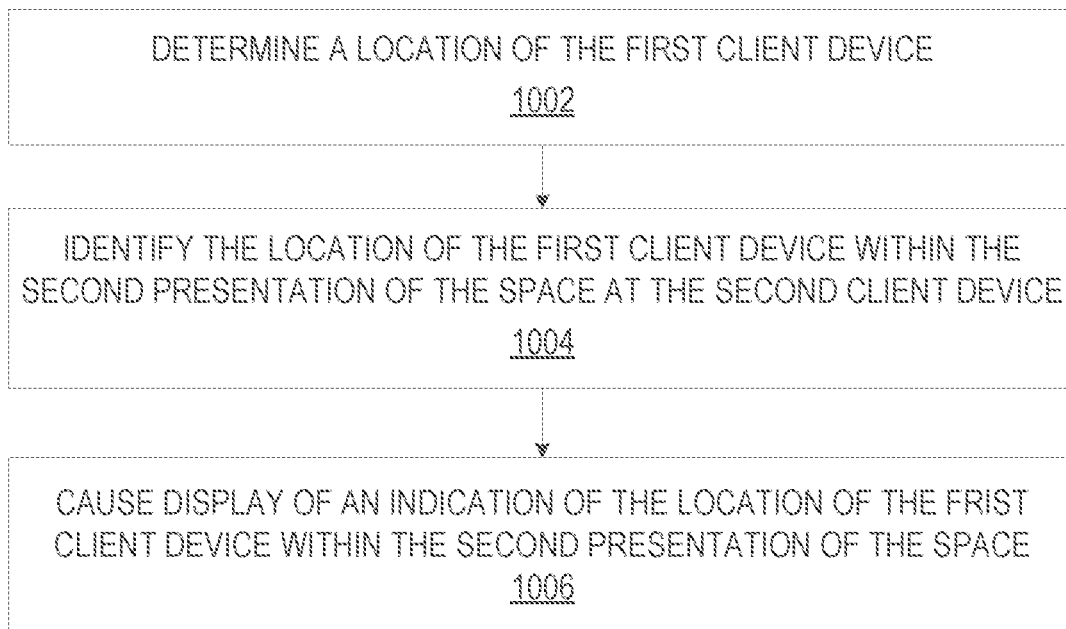 DETERMINE A LOCATION OF THE FIRST CLIENT DEVICE
1002
IDENTIFY THE LOCATION OF THE FIRST CLIENT DEVICE WITHIN THE
SECOND PRESENTATION OF THE SPACE AT THE SECOND CLIENT DEVICE
1004
CAUSE DISPLAY OF AN INDICATION OF THE LOCATION OF THE FRIST
CLIENT DEVICE WITHIN THE SECOND PRESENTATION OF THE SPACE
1006